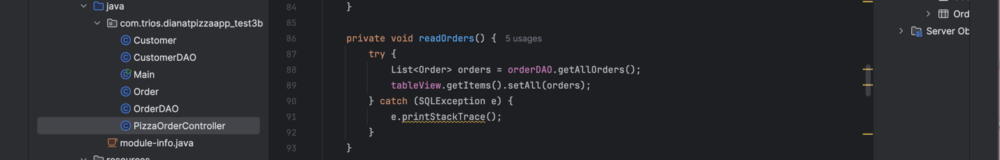 java
com.trios.dianatpizzaapp_test3b
Customer
CustomerDAO
Main
Order
OrderDAO
PizzaOrderController
module-info.java
resources
84 }
85
86 private void readOrders() { 5 usages
87 try {
88 List<Order> orders = orderDAO.getAllOrders();
89 tableView.getItems().setAll(orders);
90 } catch (SQLException e) {
91 e.printStackTrace();
92 }
93 }
Ord
Server Ob